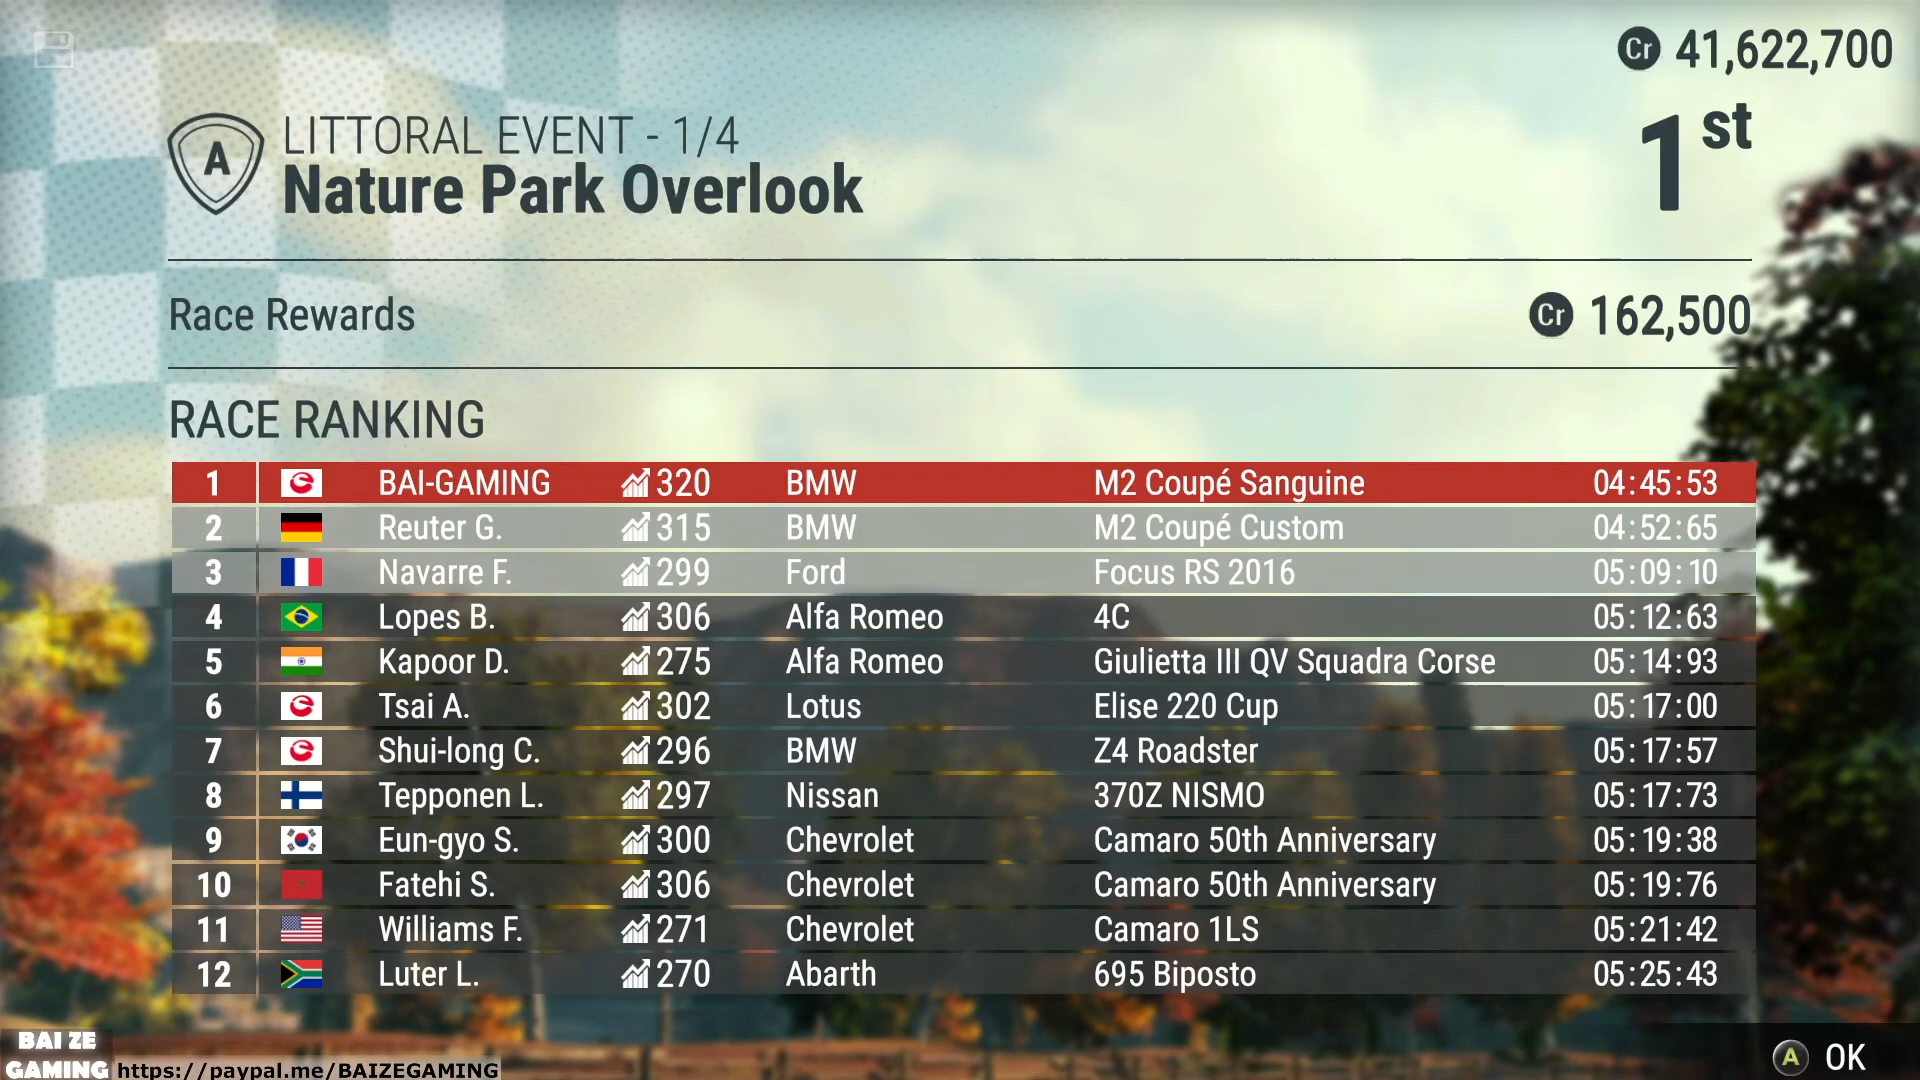 Cr 41,622,700
A
LITTORAL EVENT - 1/4
Nature Park Overlook
1st
Race Rewards
Cr 162,500
RACE RANKING
1 BAI-GAMING 320 BMW M2 Coupé Sanguine 04:45:53
2 Reuter G. 315 BMW M2 Coupé Custom 04:52:65
3 Navarre F. 299 Ford Focus RS 2016 05:09:10
4 Lopes B. 306 Alfa Romeo 4C 05:12:63
5 Kapoor D. 275 Alfa Romeo Giulietta III QV Squadra Corse 05:14:93
6 Tsai A. 302 Lotus Elise 220 Cup 05:17:00
7 Shui-long C. 296 BMW Z4 Roadster 05:17:57
8 Tepponen L. 297 Nissan 370Z NISMO 05:17:73
9 Eun-gyo S. 300 Chevrolet Camaro 50th Anniversary 05:19:38
10 Fatehi S. 306 Chevrolet Camaro 50th Anniversary 05:19:76
11 Williams F. 271 Chevrolet Camaro 1LS 05:21:42
12 Luter L. 270 Abarth 695 Biposto 05:25:43
BAI ZE
GAMING https://paypal.me/BAIZEGAMING
A OK